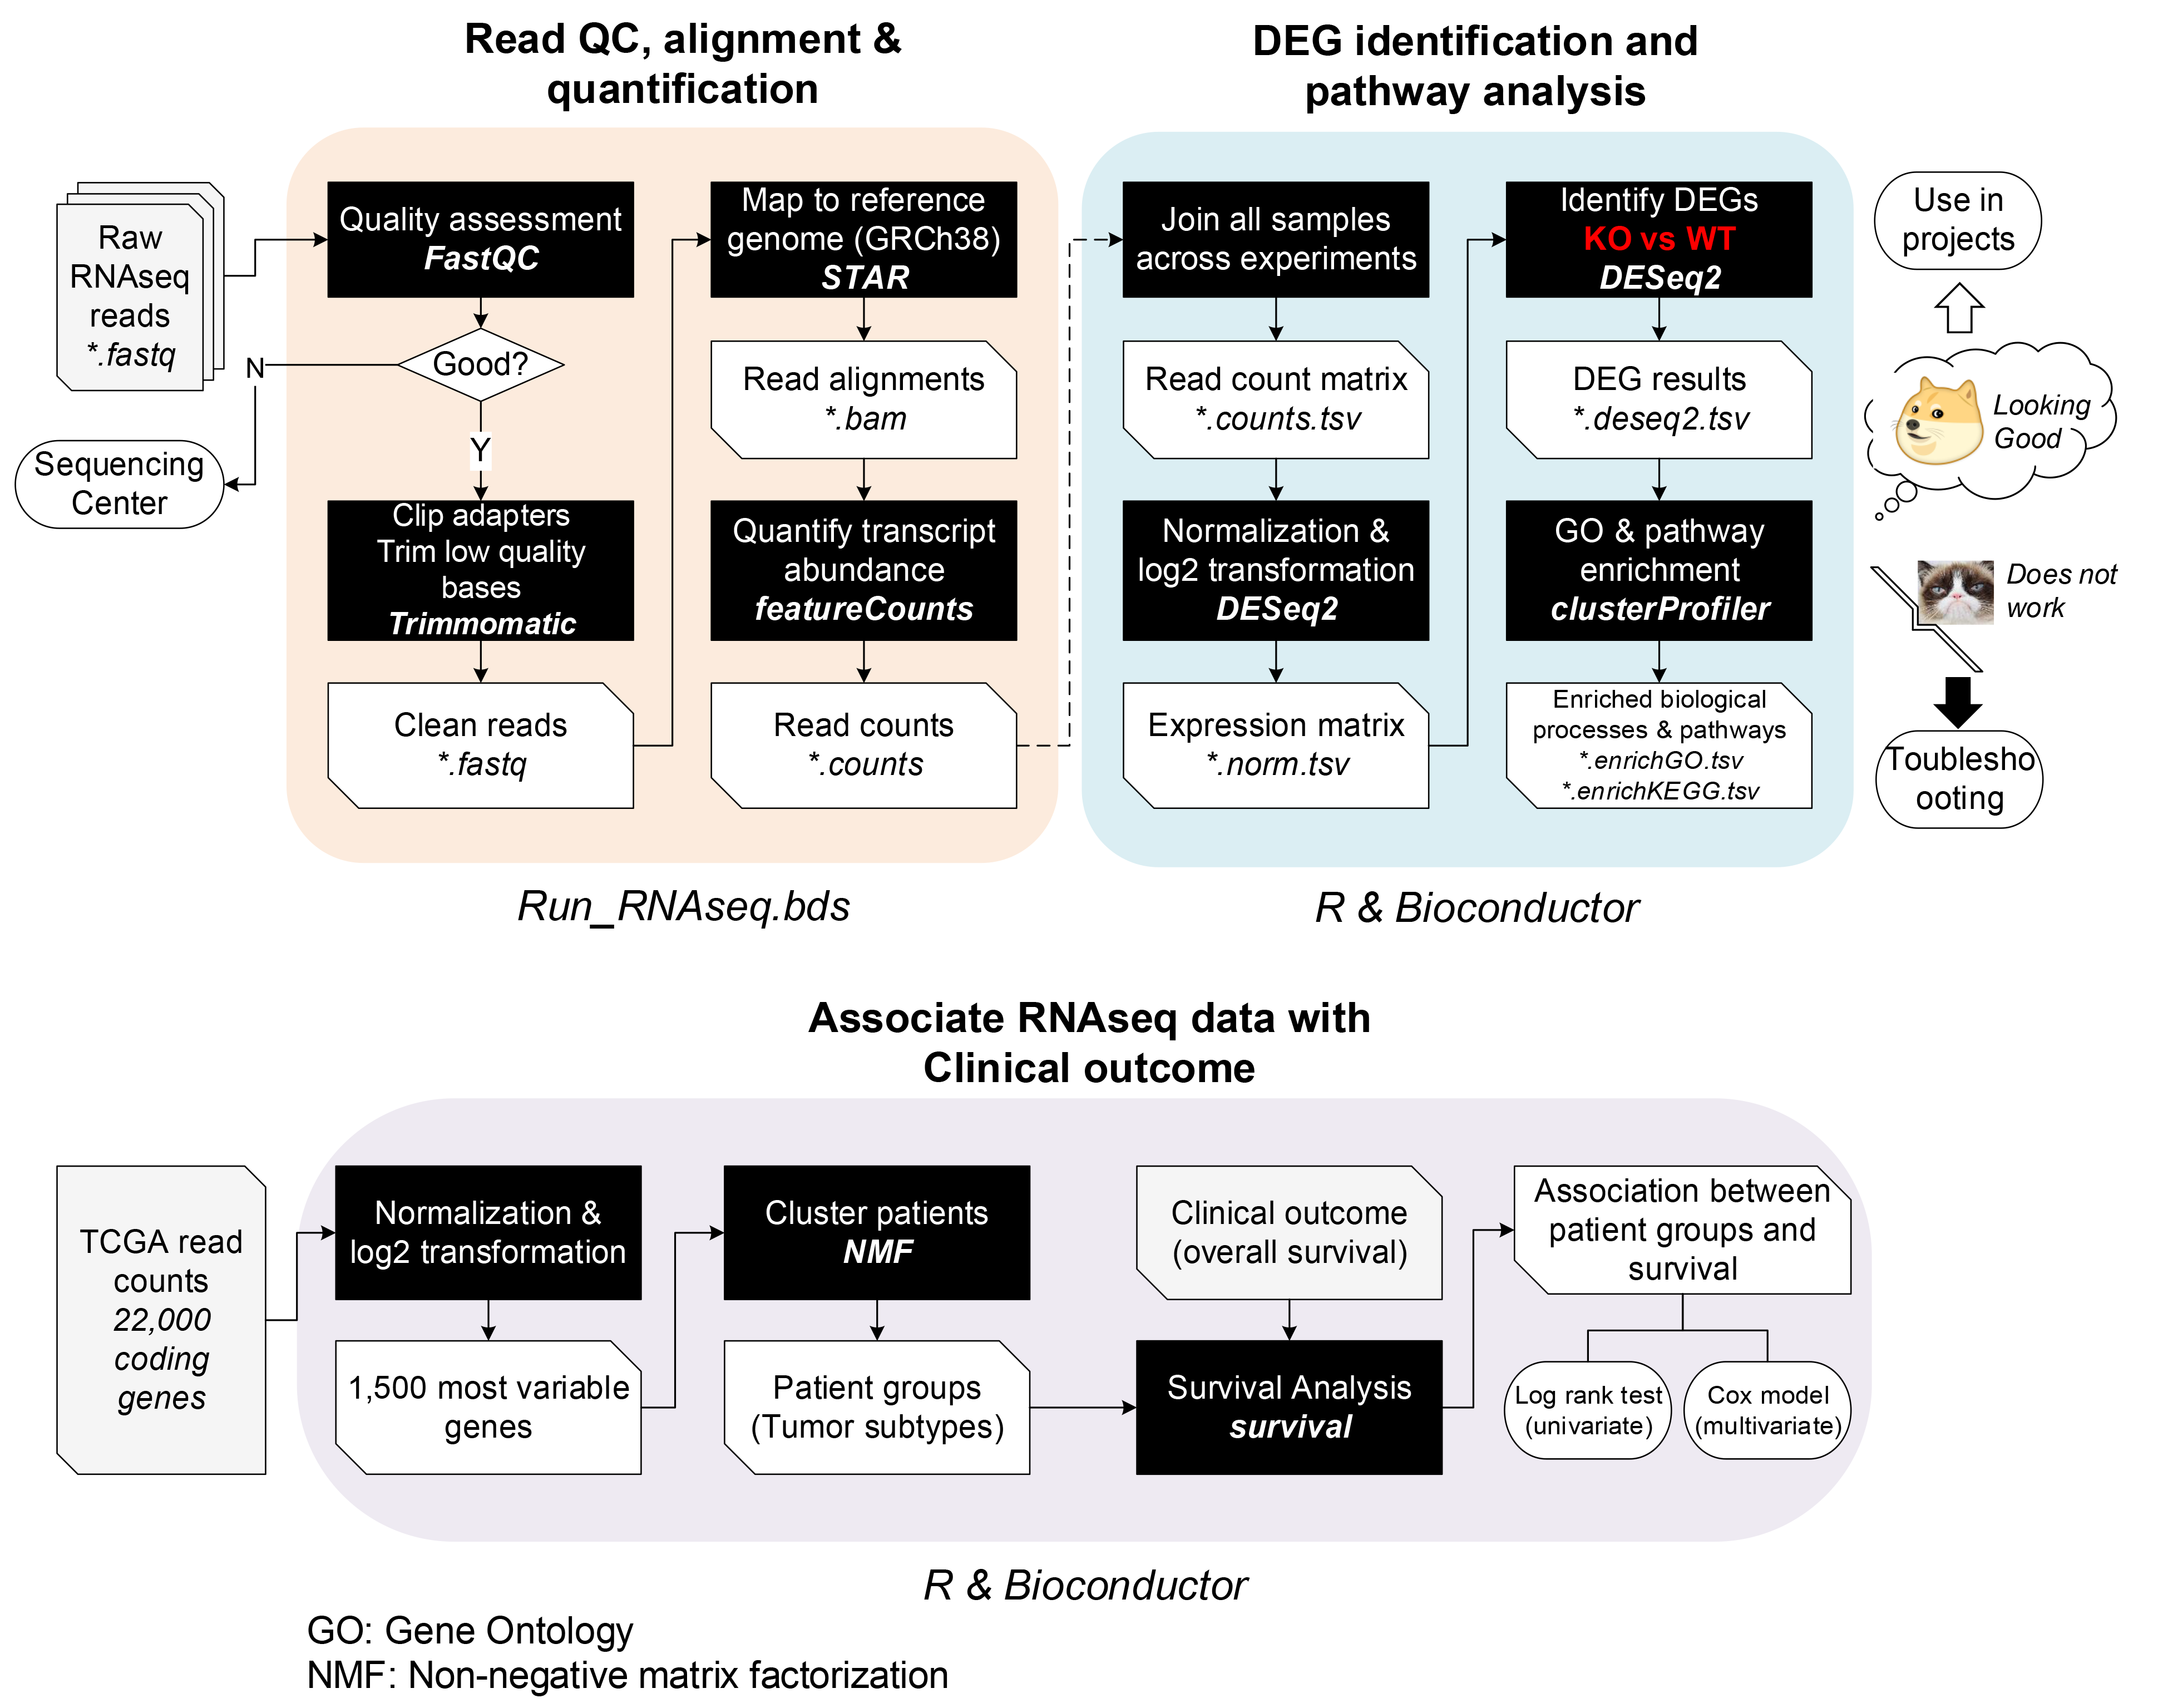 Read QC, alignment &
quantification
DEG identification and
pathway analysis
Raw
RNAseq
reads
*.fastq
Quality assessment
FastQC
Good?
N
Y
Sequencing
Center
Clip adapters
Trim low quality
bases
Trimmomatic
Clean reads
*.fastq
Map to reference
genome (GRCh38)
STAR
Read alignments
*.bam
Quantify transcript
abundance
featureCounts
Read counts
*.counts
Join all samples
across experiments
Read count matrix
*.counts.tsv
Normalization &
log2 transformation
DESeq2
Expression matrix
*.norm.tsv
Identify DEGs
KO vs WT
DESeq2
DEG results
*.deseq2.tsv
GO & pathway
enrichment
clusterProfiler
Enriched biological
processes & pathways
*.enrichGO.tsv
*.enrichKEGG.tsv
Use in
projects
Looking
Good
Does not
work
Toublesho
ooting
Run_RNAseq.bds
R & Bioconductor
Associate RNAseq data with
Clinical outcome
TCGA read
counts
22,000
coding
genes
Normalization &
log2 transformation
1,500 most variable
genes
Cluster patients
NMF
Patient groups
(Tumor subtypes)
Clinical outcome
(overall survival)
Survival Analysis
survival
Association between
patient groups and
survival
Log rank test
(univariate)
Cox model
(multivariate)
R & Bioconductor
GO: Gene Ontology
NMF: Non-negative matrix factorization